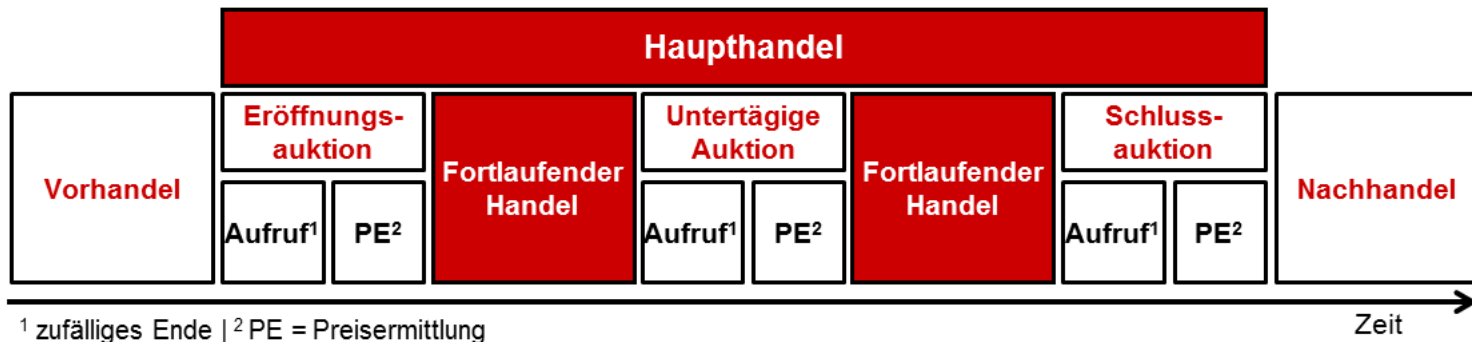 Haupthandel
Vorhandel
Eröffnungs-
auktion
Aufruf¹
PE²
Fortlaufender
Handel
Untertägige
Auktion
Aufruf¹
PE²
Fortlaufender
Handel
Schluss-
auktion
Aufruf¹
PE²
Nachhandel
¹ zufälliges Ende | ² PE = Preisermittlung
Zeit